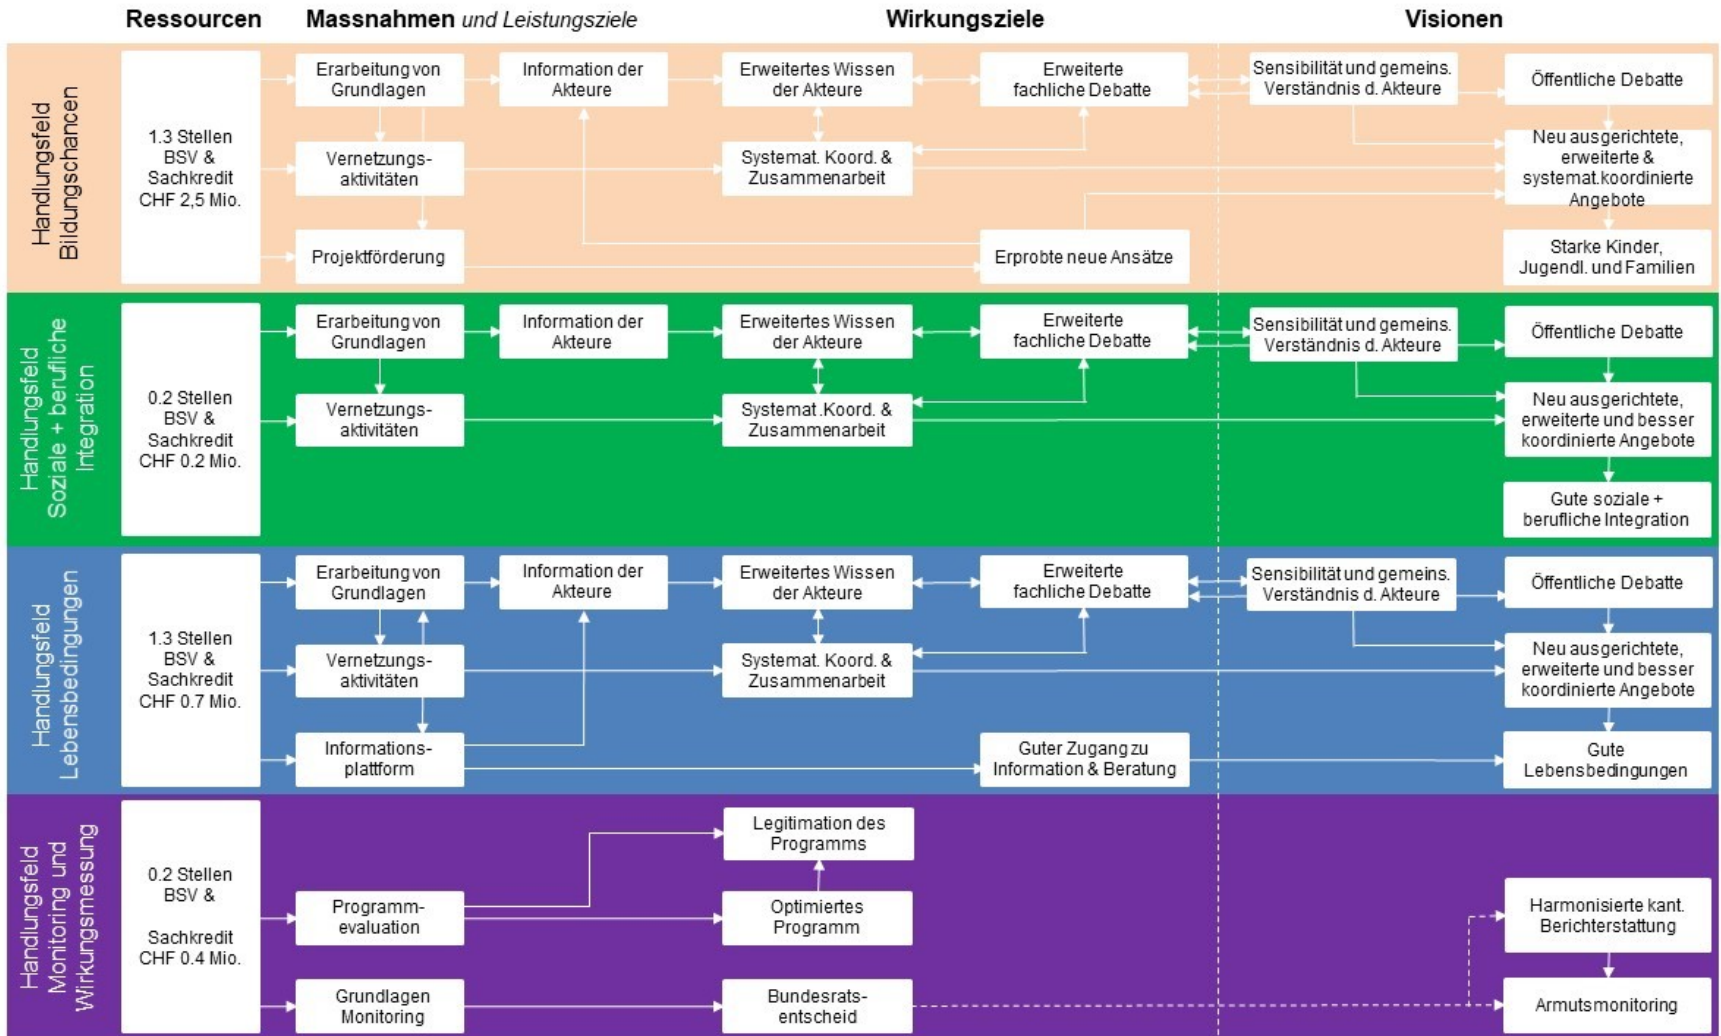 Ressourcen
Massnahmen und Leistungsziele
Wirkungsziele
Visionen
Handlungsfeld
Bildungschancen
1.3 Stellen
BSV &
Sachkredit
CHF 2,5 Mio.
Erarbeitung von
Grundlagen
Information der
Akteure
Erweitertes Wissen
der Akteure
Erweiterte
fachliche Debatte
Sensibilität und gemeins.
Verständnis d. Akteure
Öffentliche Debatte
Vernetzungs-
aktivitäten
Systemat. Koord. &
Zusammenarbeit
Neu ausgerichtete,
erweiterte &
systemat.koordinierte
Angebote
Projektförderung
Erprobte neue Ansätze
Starke Kinder,
Jugendl. und Familien
Handlungsfeld
Soziale + berufliche
Integration
0.2 Stellen
BSV &
Sachkredit
CHF 0.2 Mio.
Erarbeitung von
Grundlagen
Information der
Akteure
Erweitertes Wissen
der Akteure
Erweiterte
fachliche Debatte
Sensibilität und gemeins.
Verständnis d. Akteure
Öffentliche Debatte
Vernetzungs-
aktivitäten
Systemat.Koord. &
Zusammenarbeit
Neu ausgerichtete,
erweiterte und besser
koordinierte Angebote
Gute soziale +
berufliche Integration
Handlungsfeld
Lebensbedingungen
1.3 Stellen
BSV &
Sachkredit
CHF 0.7 Mio.
Erarbeitung von
Grundlagen
Information der
Akteure
Erweitertes Wissen
der Akteure
Erweiterte
fachliche Debatte
Sensibilität und gemeins.
Verständnis d. Akteure
Öffentliche Debatte
Vernetzungs-
aktivitäten
Systemat. Koord. &
Zusammenarbeit
Neu ausgerichtete,
erweiterte und besser
koordinierte Angebote
Informations-
plattform
Guter Zugang zu
Information & Beratung
Gute
Lebensbedingungen
Handlungsfeld
Monitoring und
Wirkungsmessung
0.2 Stellen
BSV &
Sachkredit
CHF 0.4 Mio.
Legitimation des
Programms
Programm-
evaluation
Optimiertes
Programm
Harmonisierte kant.
Berichterstattung
Grundlagen
Monitoring
Bundesrats-
entscheid
Armutsmonitoring